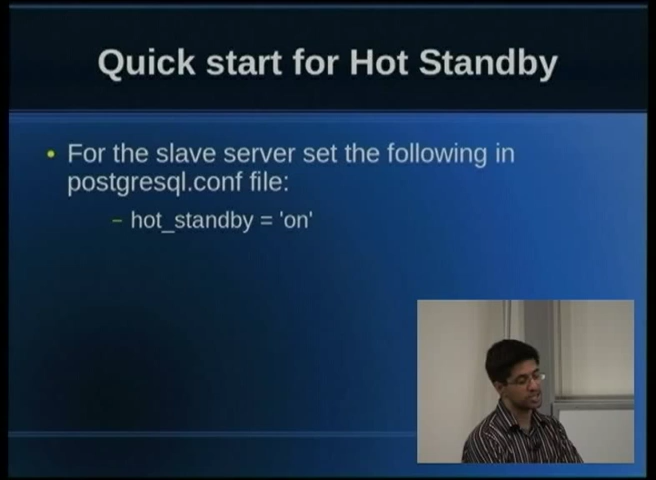 Quick start for Hot Standby
• For the slave server set the following in
postgresql.conf file:
– hot_standby = 'on'